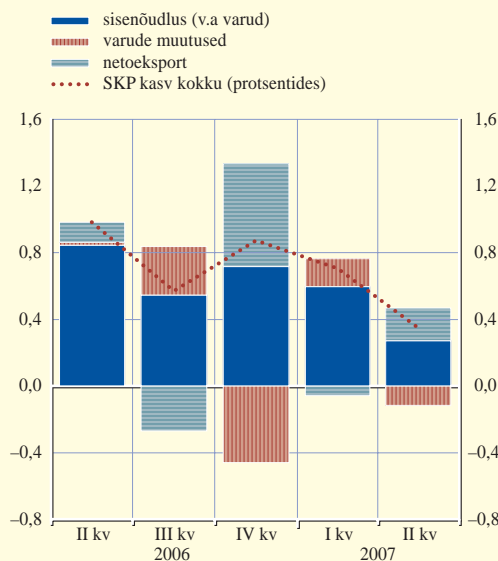 sisenõudlus (v.a varud)
varude muutused
netoeksport
SKP kasv kokku (protsentides)
1,6 1,6
1,2 1,2
0,8 0,8
0,4 0,4
0,0 0,0
–0,4 –0,4
–0,8 –0,8
II kv III kv IV kv I kv II kv
2006 2007